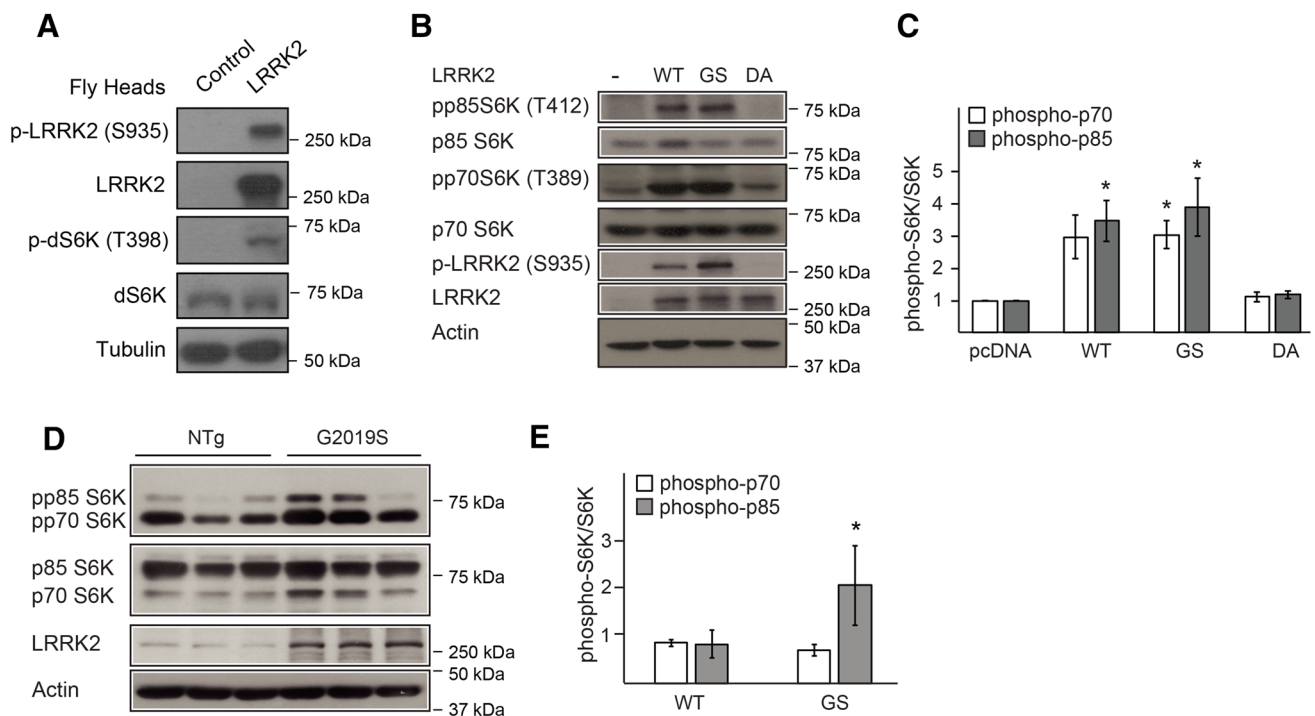 A
Fly Heads
Control
LRRK2
p-LRRK2 (S935)
250 kDa
LRRK2
250 kDa
75 kDa
p-dS6K (T398)
dS6K
75 kDa
Tubulin
50 kDa
B
LRRK2 - WT GS DA
pp85S6K (T412)
75 kDa
p85 S6K
75 kDa
75 kDa
pp70S6K (T389)
75 kDa
p70 S6K
p-LRRK2 (S935)
250 kDa
LRRK2
250 kDa
50 kDa
Actin
37 kDa
C
phospho-p70
phospho-p85
phospho-S6K/S6K
5
4
3
2
1
* * *
pcDNA WT GS DA
D
NTg G2019S
pp85 S6K
75 kDa
pp70 S6K
p85 S6K
75 kDa
p70 S6K
LRRK2
250 kDa
50 kDa
Actin
37 kDa
E
phospho-p70
phospho-p85
phospho-S6K/S6K
3
2
1
*
WT GS